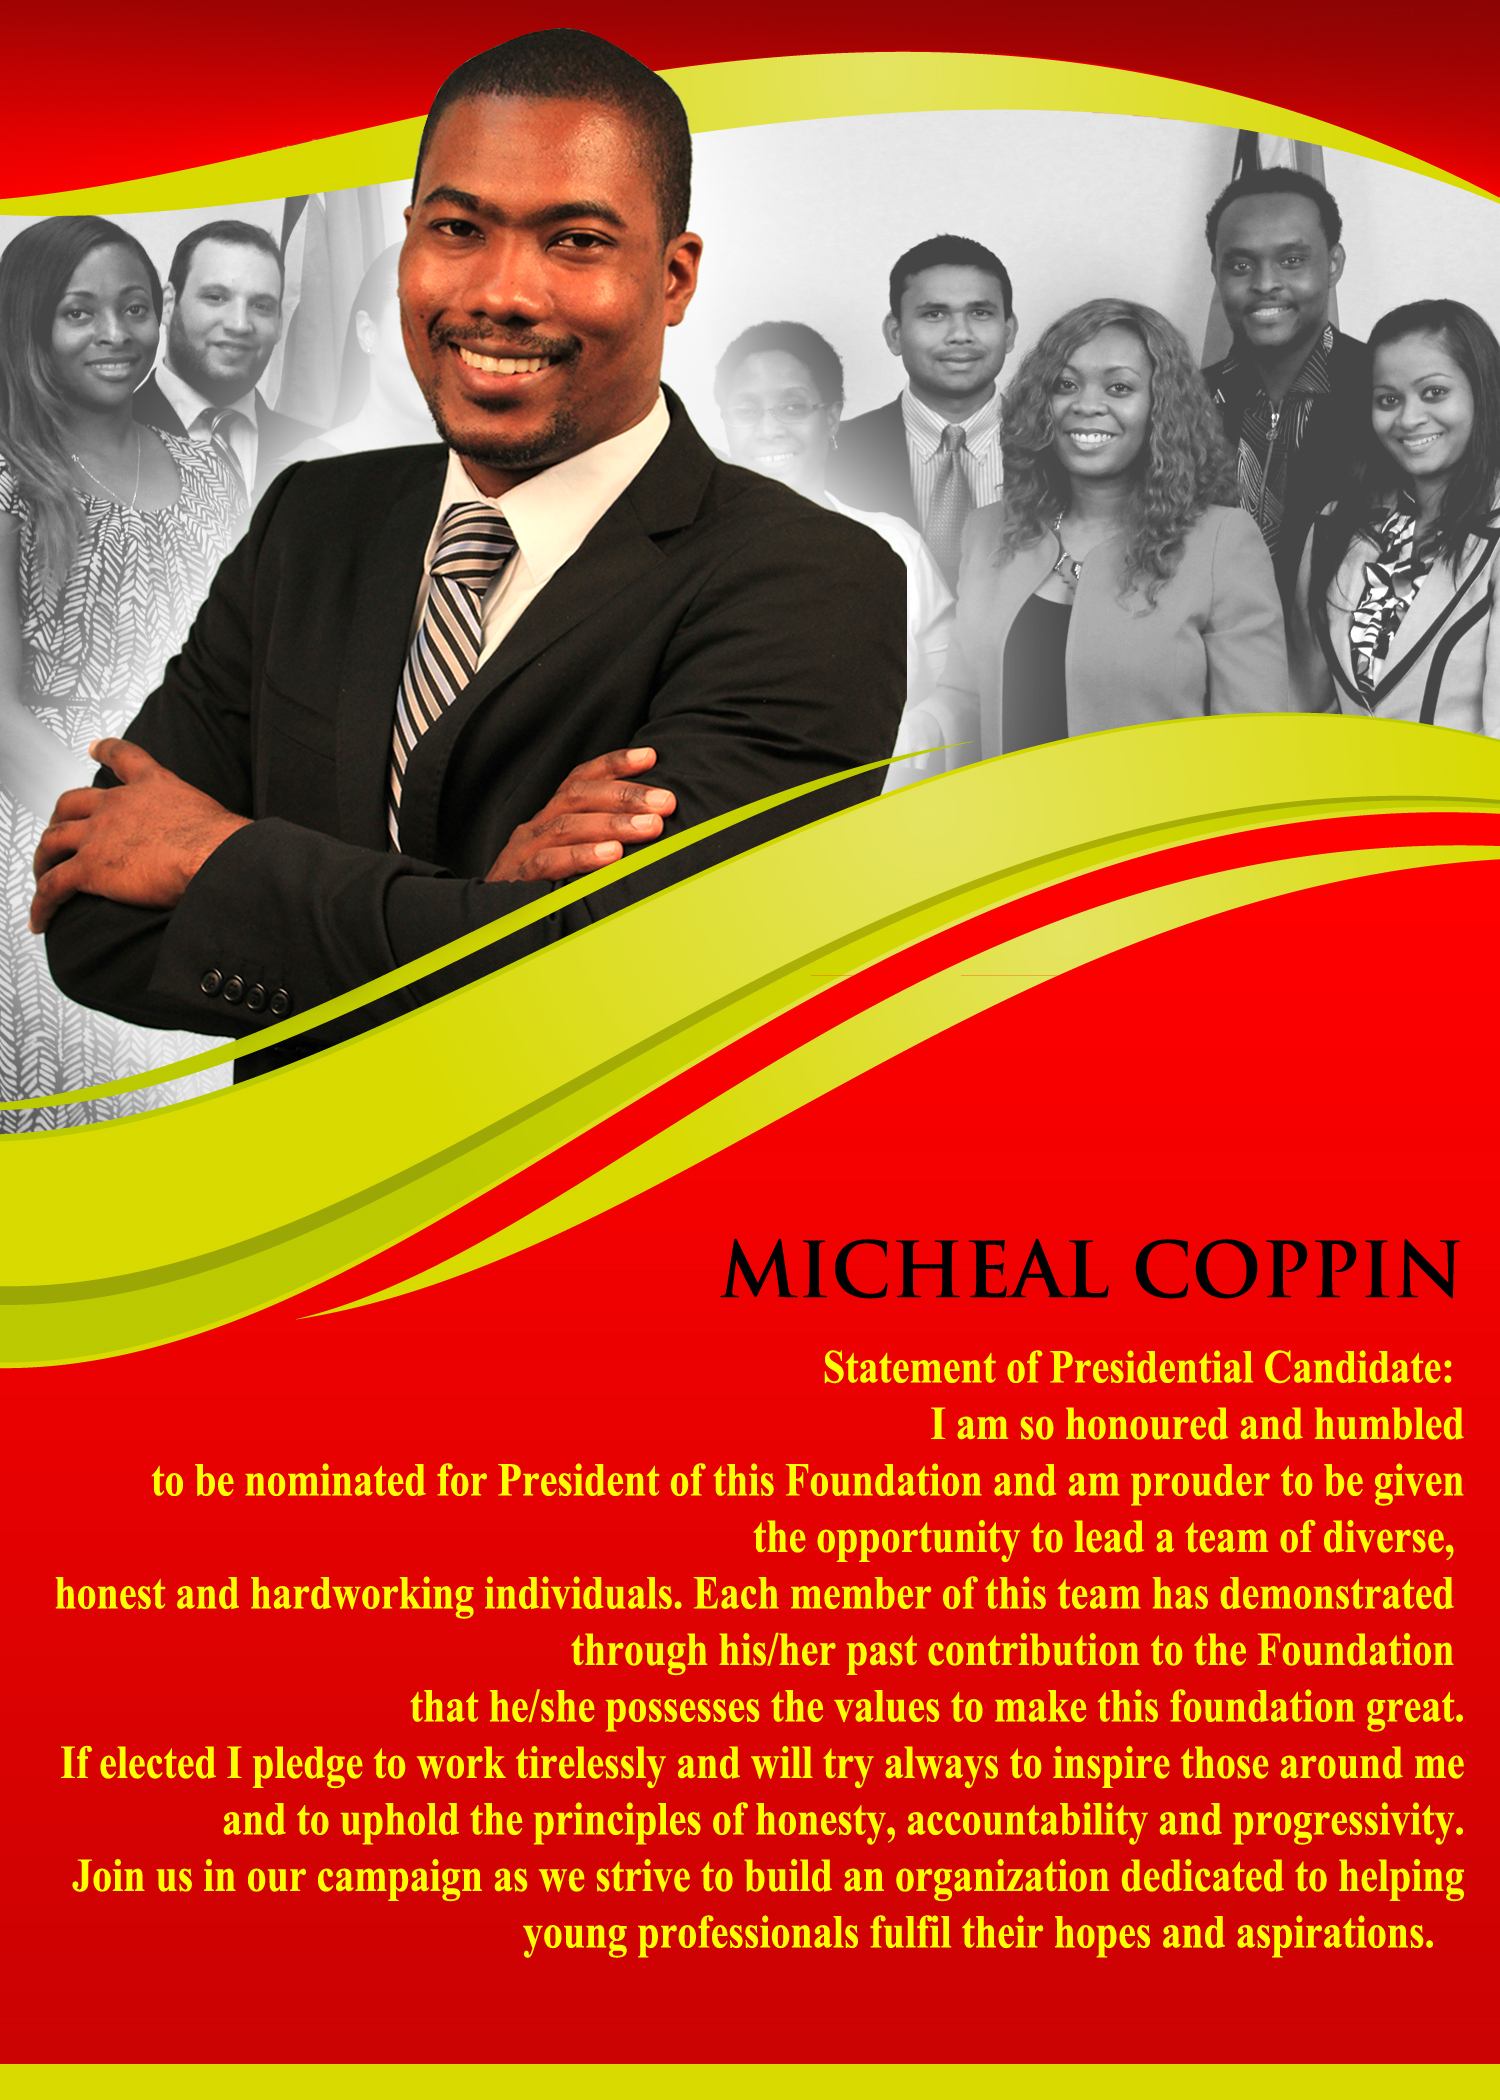 MICHEAL COPPIN
Statement of Presidential Candidate:
I am so honoured and humbled
to be nominated for President of this Foundation and am prouder to be given
the opportunity to lead a team of diverse,
honest and hardworking individuals. Each member of this team has demonstrated
through his/her past contribution to the Foundation
that he/she possesses the values to make this foundation great.
If elected I pledge to work tirelessly and will try always to inspire those around me
and to uphold the principles of honesty, accountability and progressivity.
Join us in our campaign as we strive to build an organization dedicated to helping
young professionals fulfil their hopes and aspirations.